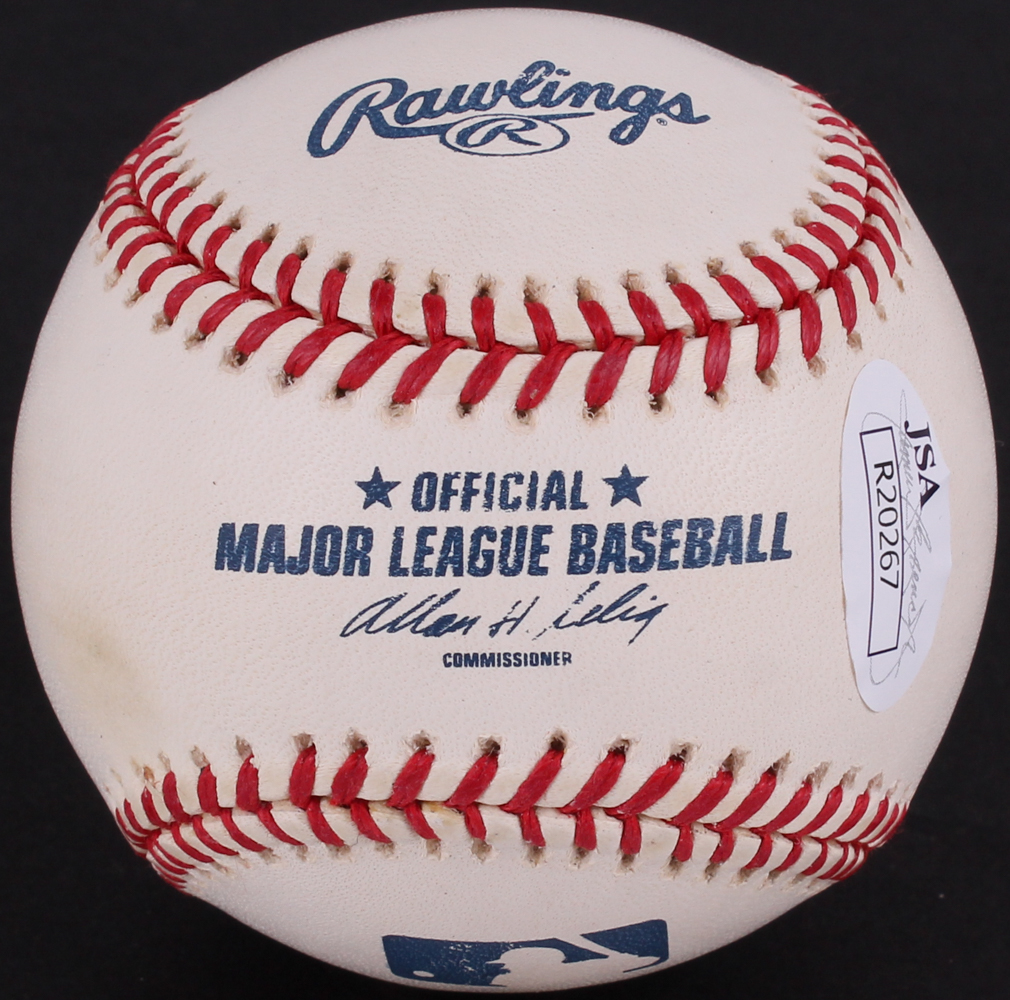 Rawlings ®
R
★ OFFICIAL ★
MAJOR LEAGUE BASEBALL
Allan H. Selig
COMMISSIONER
JSA
R20267